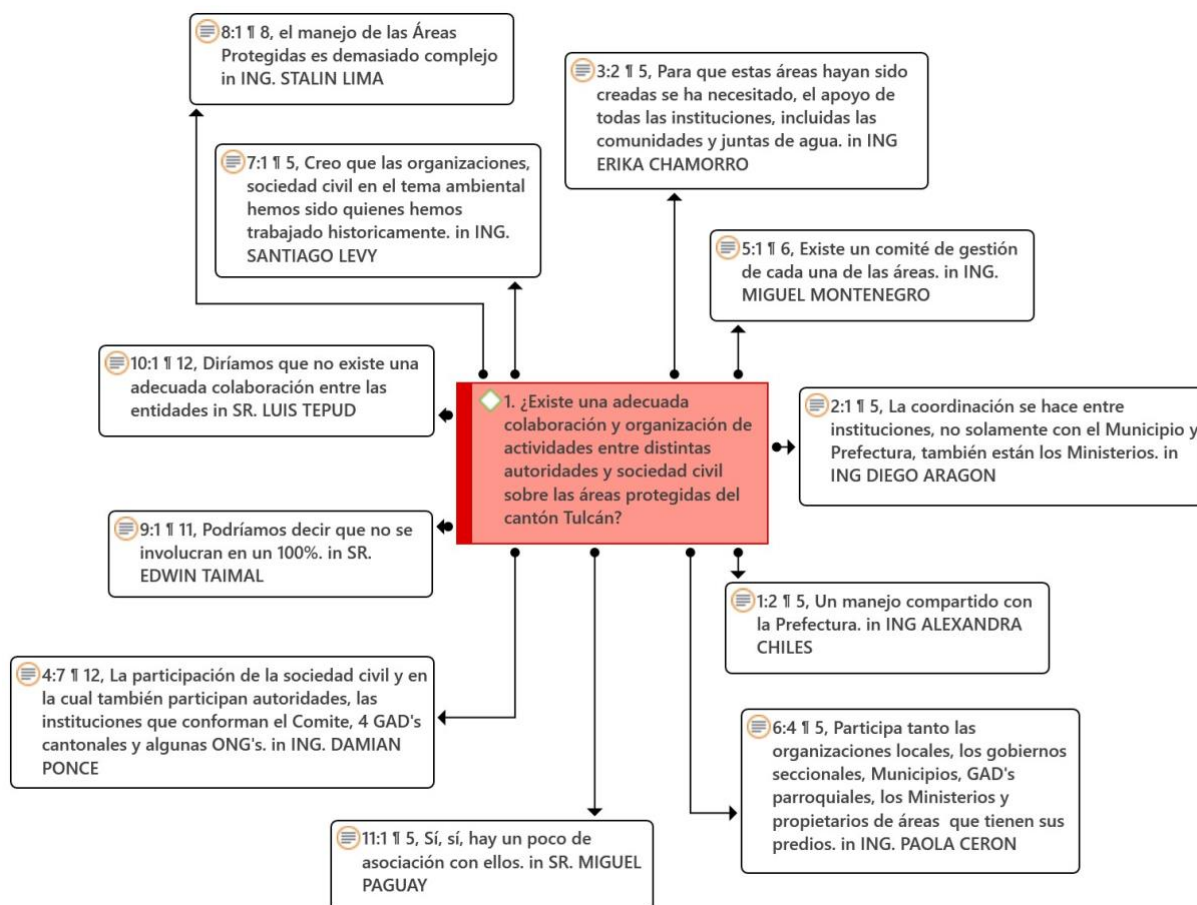 8:1 ¶ 8, el manejo de las Áreas
Protegidas es demasiado complejo
in ING. STALIN LIMA
3:2 ¶ 5, Para que estas áreas hayan sido
creadas se ha necesitado, el apoyo de
todas las instituciones, incluidas las
comunidades y juntas de agua. in ING
ERIKA CHAMORRO
7:1 ¶ 5, Creo que las organizaciones,
sociedad civil en el tema ambiental
hemos sido quienes hemos
trabajado historicamente. in ING.
SANTIAGO LEVY
5:1 ¶ 6, Existe un comité de gestión
de cada una de las áreas. in ING.
MIGUEL MONTENEGRO
10:1 ¶ 12, Diríamos que no existe una
adecuada colaboración entre las
entidades in SR. LUIS TEPUD
1. ¿Existe una adecuada
colaboración y organización de
actividades entre distintas
autoridades y sociedad civil
sobre las áreas protegidas del
cantón Tulcán?
2:1 ¶ 5, La coordinación se hace entre
instituciones, no solamente con el Municipio y
Prefectura, también están los Ministerios. in
ING DIEGO ARAGON
9:1 ¶ 11, Podríamos decir que no se
involucran en un 100%. in SR.
EDWIN TAIMAL
1:2 ¶ 5, Un manejo compartido con
la Prefectura. in ING ALEXANDRA
CHILES
4:7 ¶ 12, La participación de la sociedad civil y en
la cual también participan autoridades, las
instituciones que conforman el Comite, 4 GAD's
cantonales y algunas ONG's. in ING. DAMIAN
PONCE
6:4 ¶ 5, Participa tanto las
organizaciones locales, los gobiernos
seccionales, Municipios, GAD's
parroquiales, los Ministerios y
propietarios de áreas que tienen sus
predios. in ING. PAOLA CERON
11:1 ¶ 5, Sí, sí, hay un poco de
asociación con ellos. in SR. MIGUEL
PAGUAY